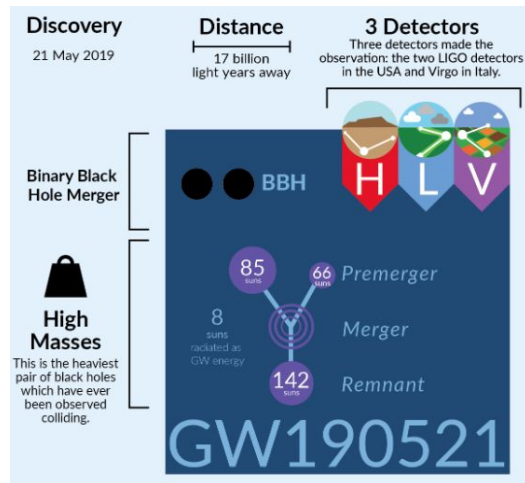 Discovery
21 May 2019
Distance
17 billion
light years away
3 Detectors
Three detectors made the
observation: the two LIGO detectors
in the USA and Virgo in Italy.
Binary Black
Hole Merger
BBH
H L V
High
Masses
This is the heaviest
pair of black holes
which have ever
been observed
colliding.
85
suns
66
suns
Premerger
8
suns
radiated as
GW energy
Merger
142
suns
Remnant
GW190521